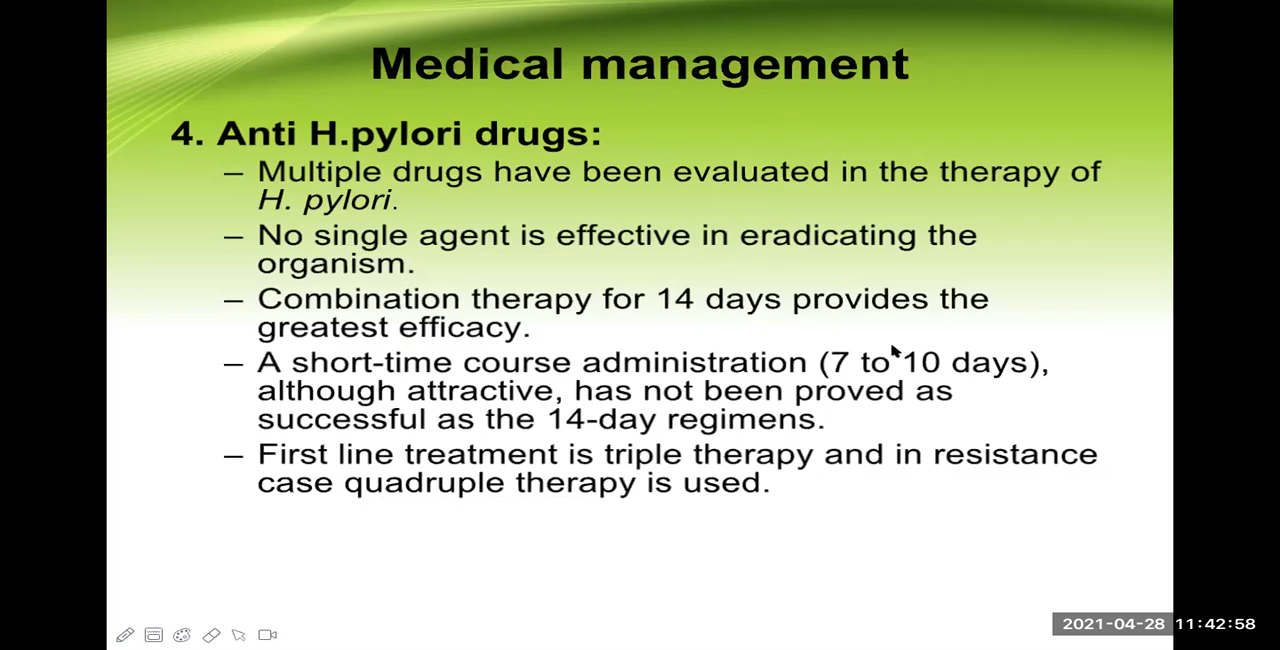 Medical management
4. Anti H.pylori drugs:
– Multiple drugs have been evaluated in the therapy of
H. pylori.
– No single agent is effective in eradicating the
organism.
– Combination therapy for 14 days provides the
greatest efficacy.
– A short-time course administration (7 to 10 days),
although attractive, has not been proved as
successful as the 14-day regimens.
– First line treatment is triple therapy and in resistance
case quadruple therapy is used.
2021-04-28 11:42:58